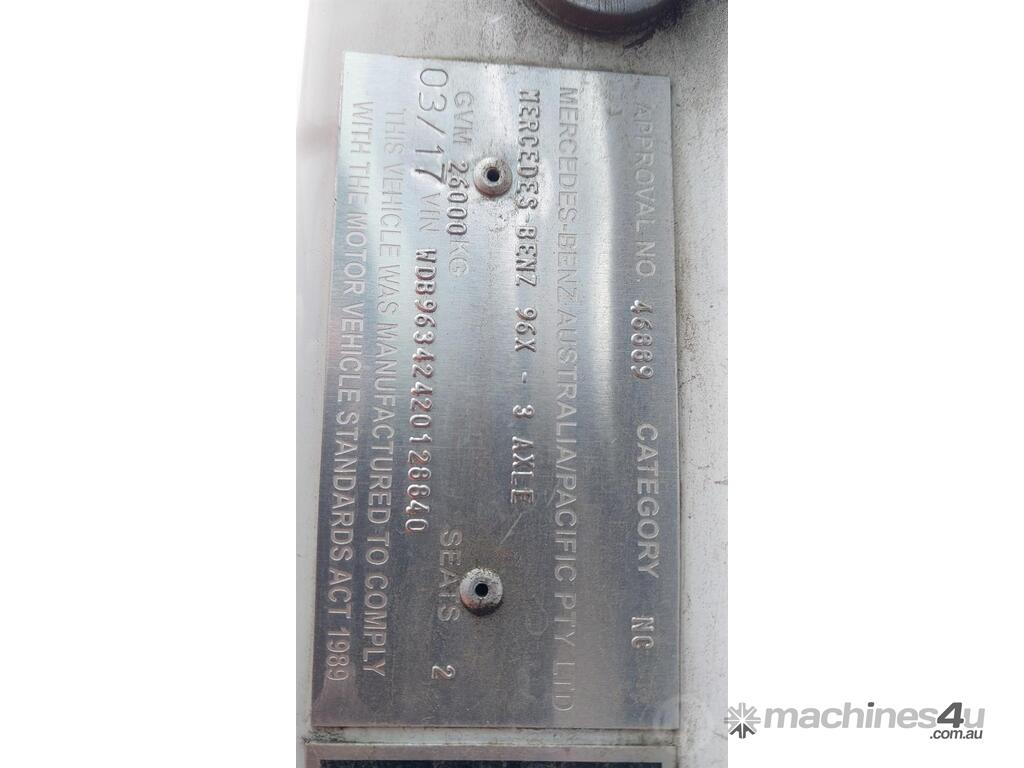 APPROVAL NO. 46889 CATEGORY NC
MERCEDES-BENZ AUSTRALIA/PACIFIC PTY LTD
MERCEDES-BENZ 96X - 3 AXLE
GVM 26000 KG SEATS 2
03/17 VIN WDB96342420128640
THIS VEHICLE WAS MANUFACTURED TO COMPLY
WITH THE MOTOR VEHICLE STANDARDS ACT 1989
machines4u
.com.au